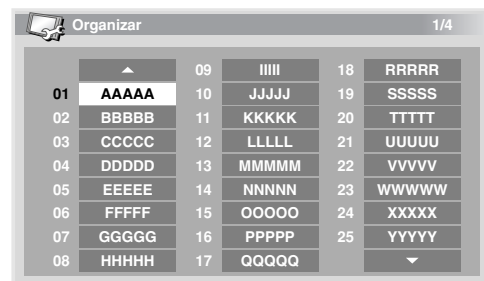 Organizar 1/4
01 AAAAA
02 BBBBB
03 CCCCC
04 DDDDD
05 EEEEE
06 FFFFF
07 GGGGG
08 HHHHH
09 IIIII
10 JJJJJ
11 KKKKK
12 LLLLL
13 MMMMM
14 NNNNN
15 OOOOO
16 PPPPP
17 QQQQQ
18 RRRRR
19 SSSSS
20 TTTTT
21 UUUUU
22 VVVVV
23 WWWWW
24 XXXXX
25 YYYYY